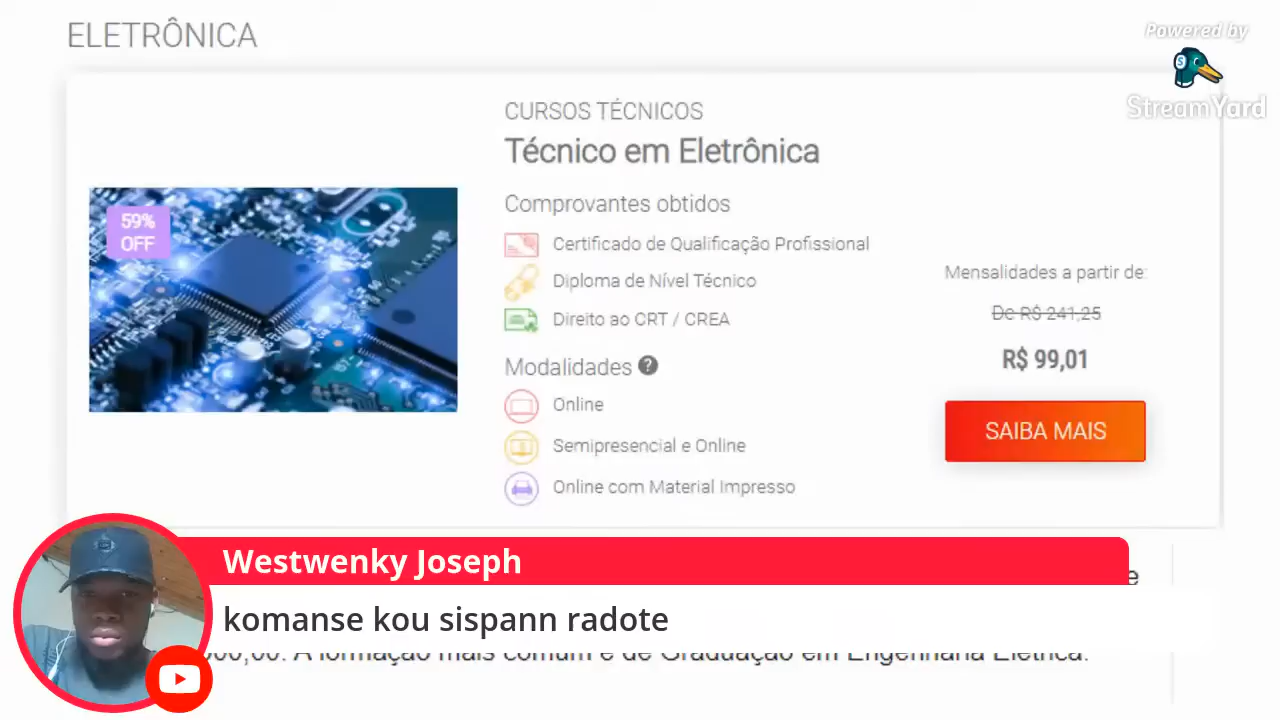 ELETRÔNICA
Powered by
StreamYard
59%
OFF
CURSOS TÉCNICOS
Técnico em Eletrônica
Comprovantes obtidos
Certificado de Qualificação Profissional
Diploma de Nível Técnico
Direito ao CRT / CREA
Modalidades ?
Online
Semipresencial e Online
Online com Material Impresso
Mensalidades a partir de:
De R$ 241,25
R$ 99,01
SAIBA MAIS
Westwenky Joseph
e
komanse kou sispann radote
A formação mais comum é de Graduação em Engenharia Elétrica.